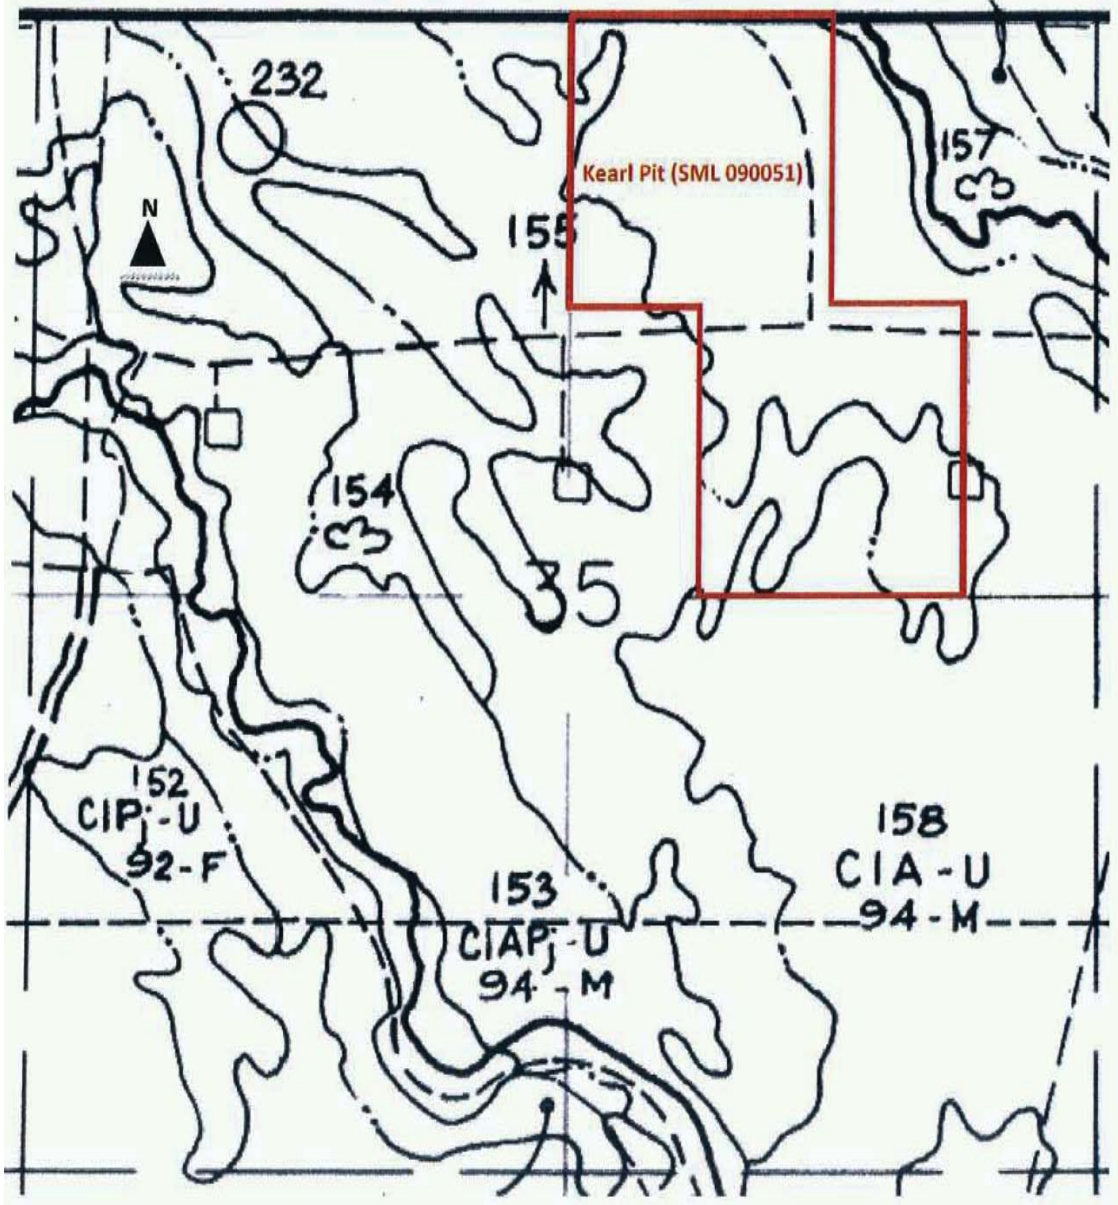 232
157
Kearl Pit (SML 090051)
N
155
154
35
152
CIPj-U
92-F
158
CIA-U
94-M
153
CIAPj-U
94-M